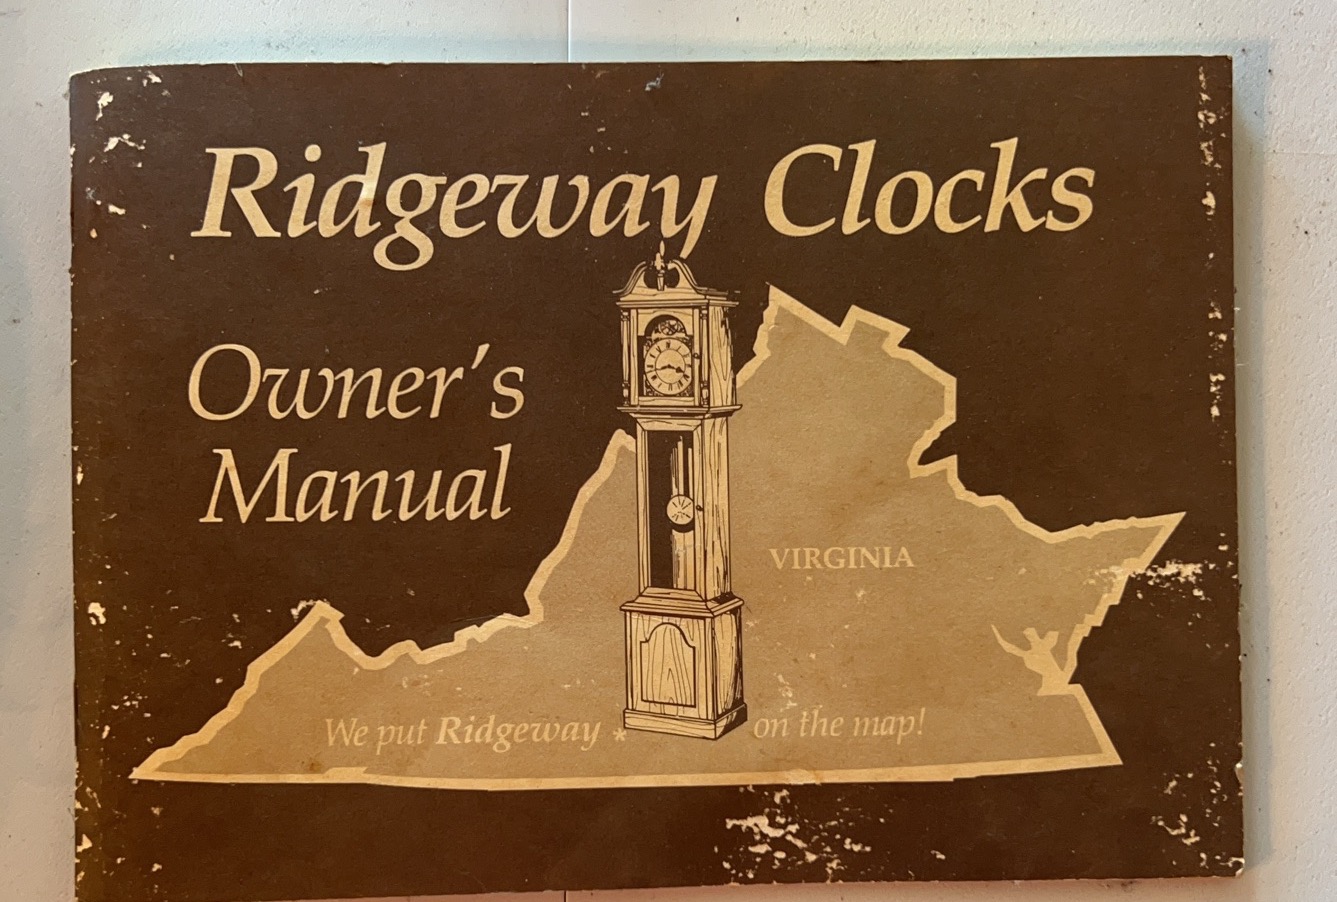 Ridgeway Clocks
Owner's
Manual
VIRGINIA
We put Ridgeway * on the map!